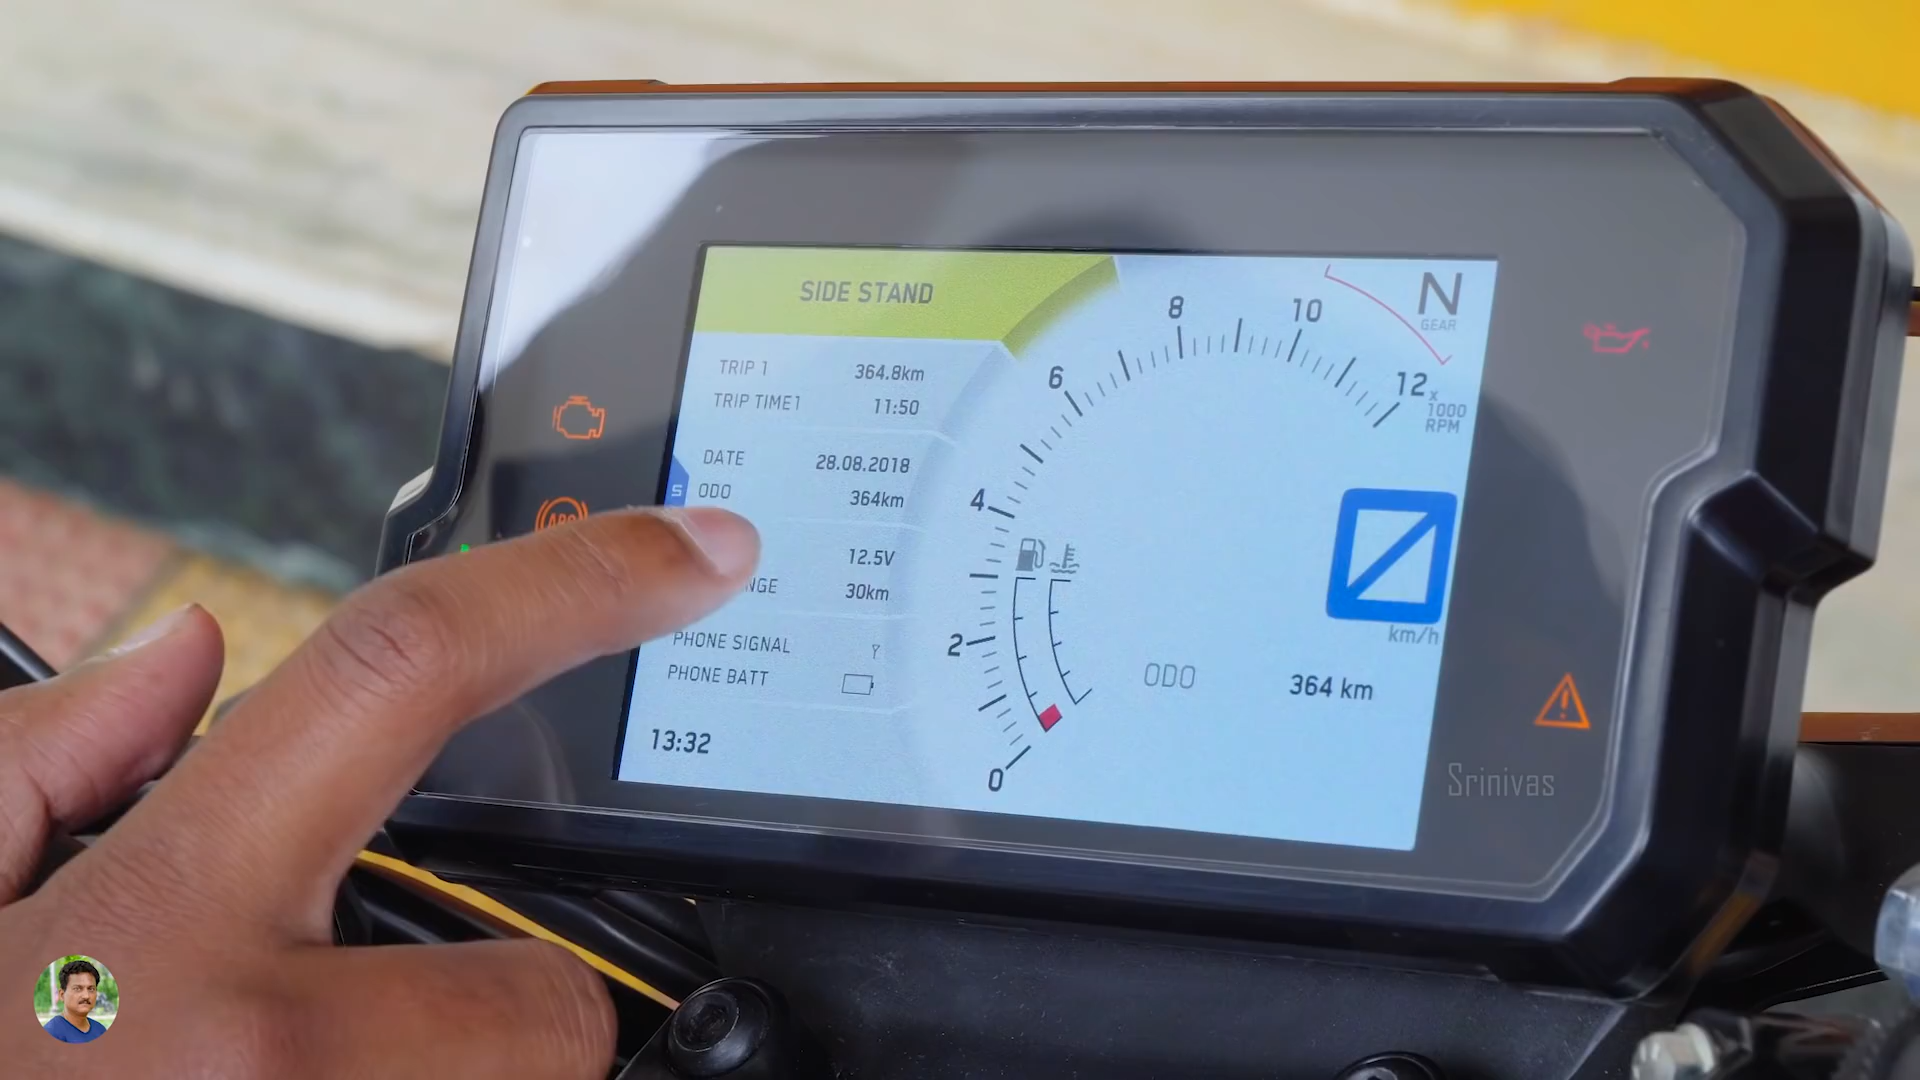 SIDE STAND
TRIP 1 364.8km
TRIP TIME1 11:50
DATE 28.08.2018
S
ODO 364km
12.5V
NGE 30km
PHONE SIGNAL
PHONE BATT
13:32
N
GEAR
0
2
4
6
8
10
12
x
1000
RPM
km/h
ODO 364 km
Srinivas